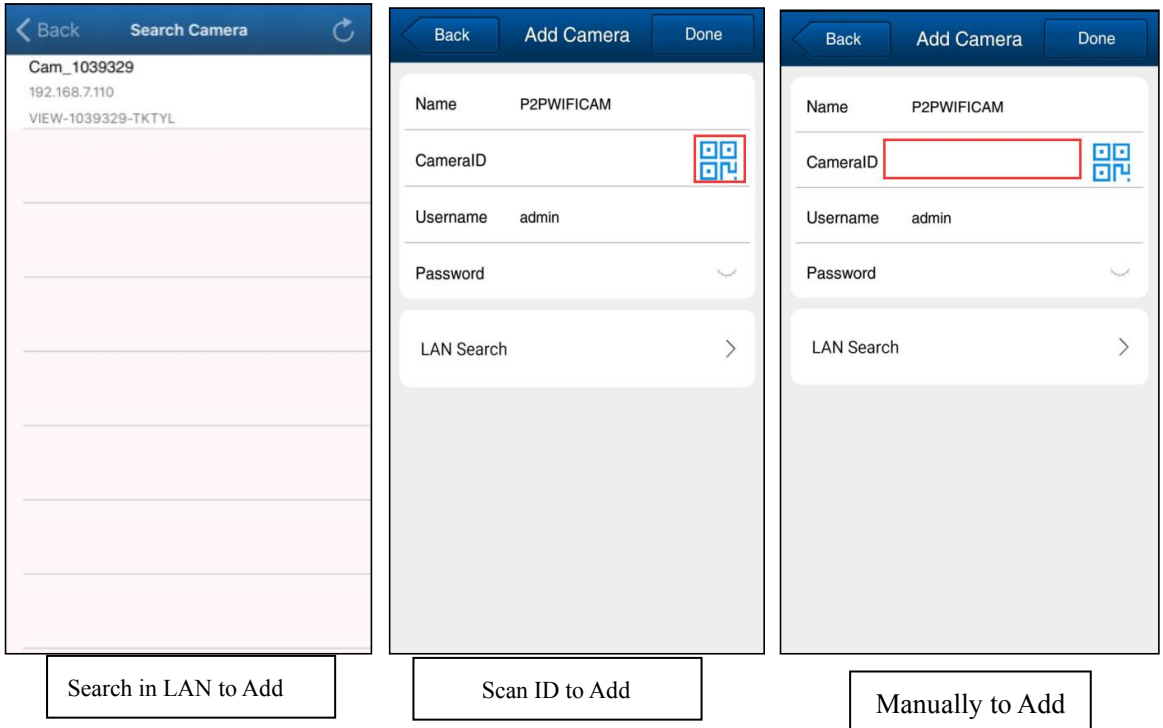 Back Search Camera
Cam_1039329
192.168.7.110
VIEW-1039329-TKTYL
Search in LAN to Add
Back Add Camera Done
Name P2PWIFICAM
CameraID
Username admin
Password
LAN Search
Scan ID to Add
Back Add Camera Done
Name P2PWIFICAM
CameraID
Username admin
Password
LAN Search
Manually to Add